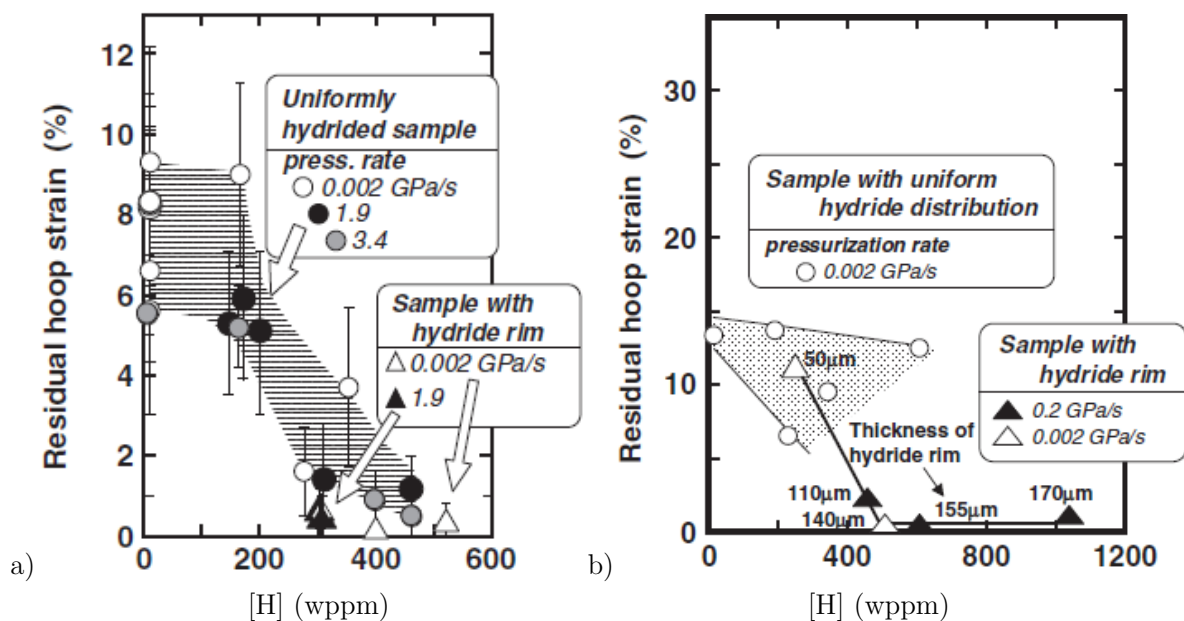 Residual hoop strain (%)
12
10
8
6
4
2
0
0
200
400
600
Uniformly
hydrided sample
press. rate
0.002 GPa/s
1.9
3.4
Sample with
hydride rim
0.002 GPa/s
1.9
a)
[H] (wppm)
Residual hoop strain (%)
30
20
10
0
0
400
800
1200
Sample with uniform
hydride distribution
pressurization rate
0.002 GPa/s
50μm
Sample with
hydride rim
0.2 GPa/s
0.002 GPa/s
Thickness of
hydride rim
110μm
140μm
155μm
170μm
b)
[H] (wppm)